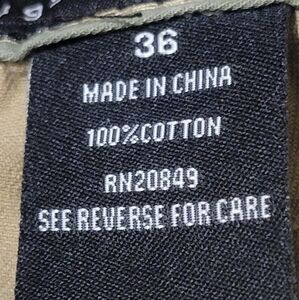 36
MADE IN CHINA
100%COTTON
RN20849
SEE REVERSE FOR CARE